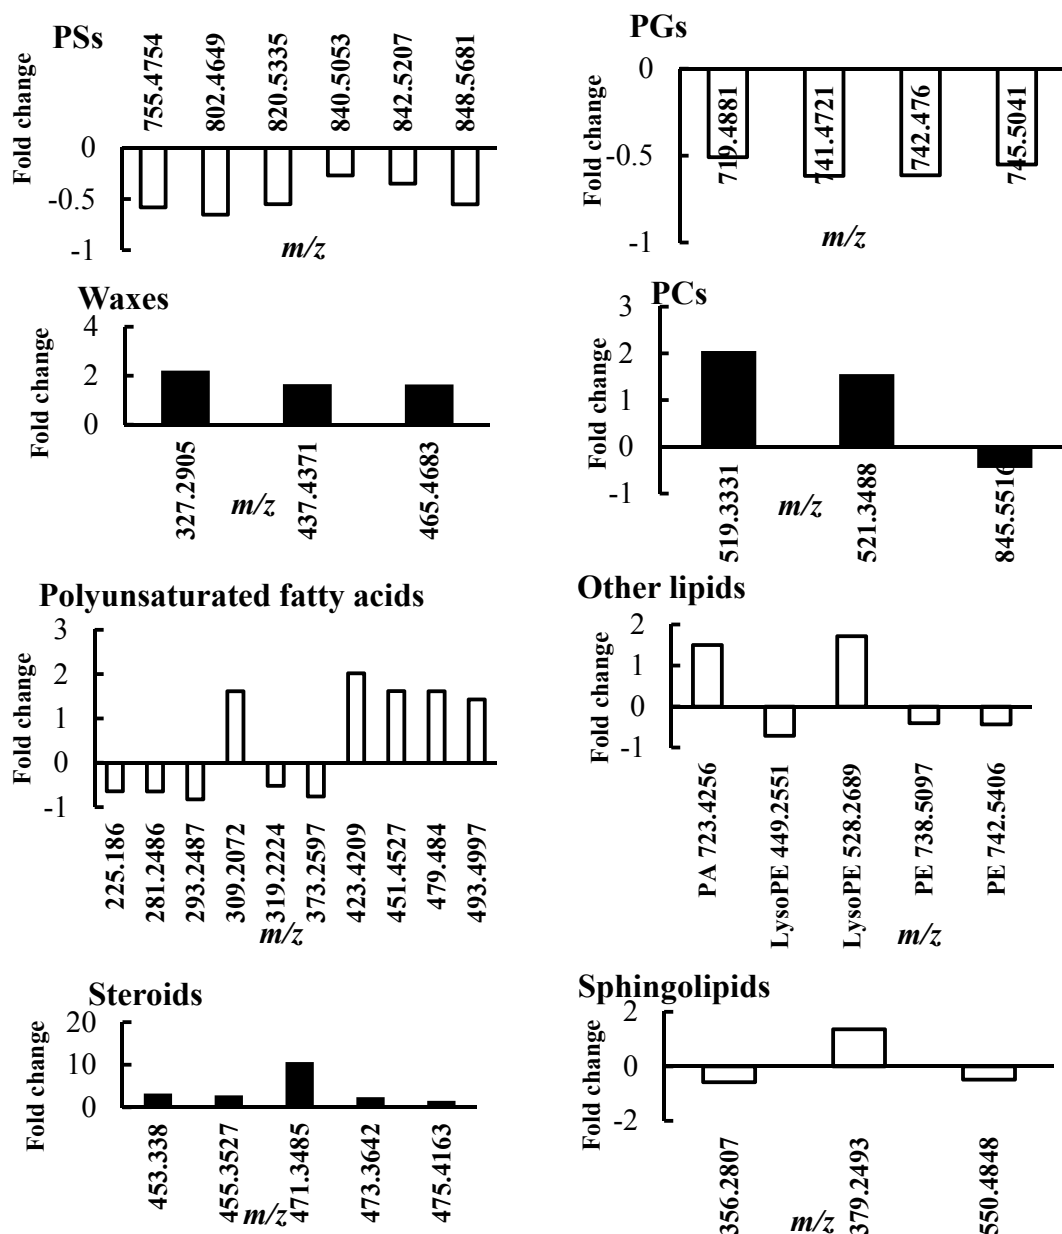 PSs
Fold change
0
-0.5
-1
755.4754
802.4649
820.5335
840.5053
842.5207
848.5681
m/z
PGs
Fold change
0
-0.5
-1
719.4881
741.4721
742.476
745.5041
m/z
Waxes
Fold change
4
2
0
327.2905
437.4371
465.4683
m/z
PCs
Fold change
3
2
1
0
-1
519.3331
521.3488
845.5516
m/z
Polyunsaturated fatty acids
Fold change
3
2
1
0
-1
225.186
281.2486
293.2487
309.2072
319.2224
373.2597
423.4209
451.4527
479.484
493.4997
m/z
Other lipids
Fold change
2
1
0
-1
PA 723.4256
LysoPE 449.2551
LysoPE 528.2689
PE 738.5097
PE 742.5406
m/z
Steroids
Fold change
20
10
0
453.338
455.3527
471.3485
473.3642
475.4163
m/z
Sphingolipids
Fold change
2
0
-2
356.2807
379.2493
550.4848
m/z